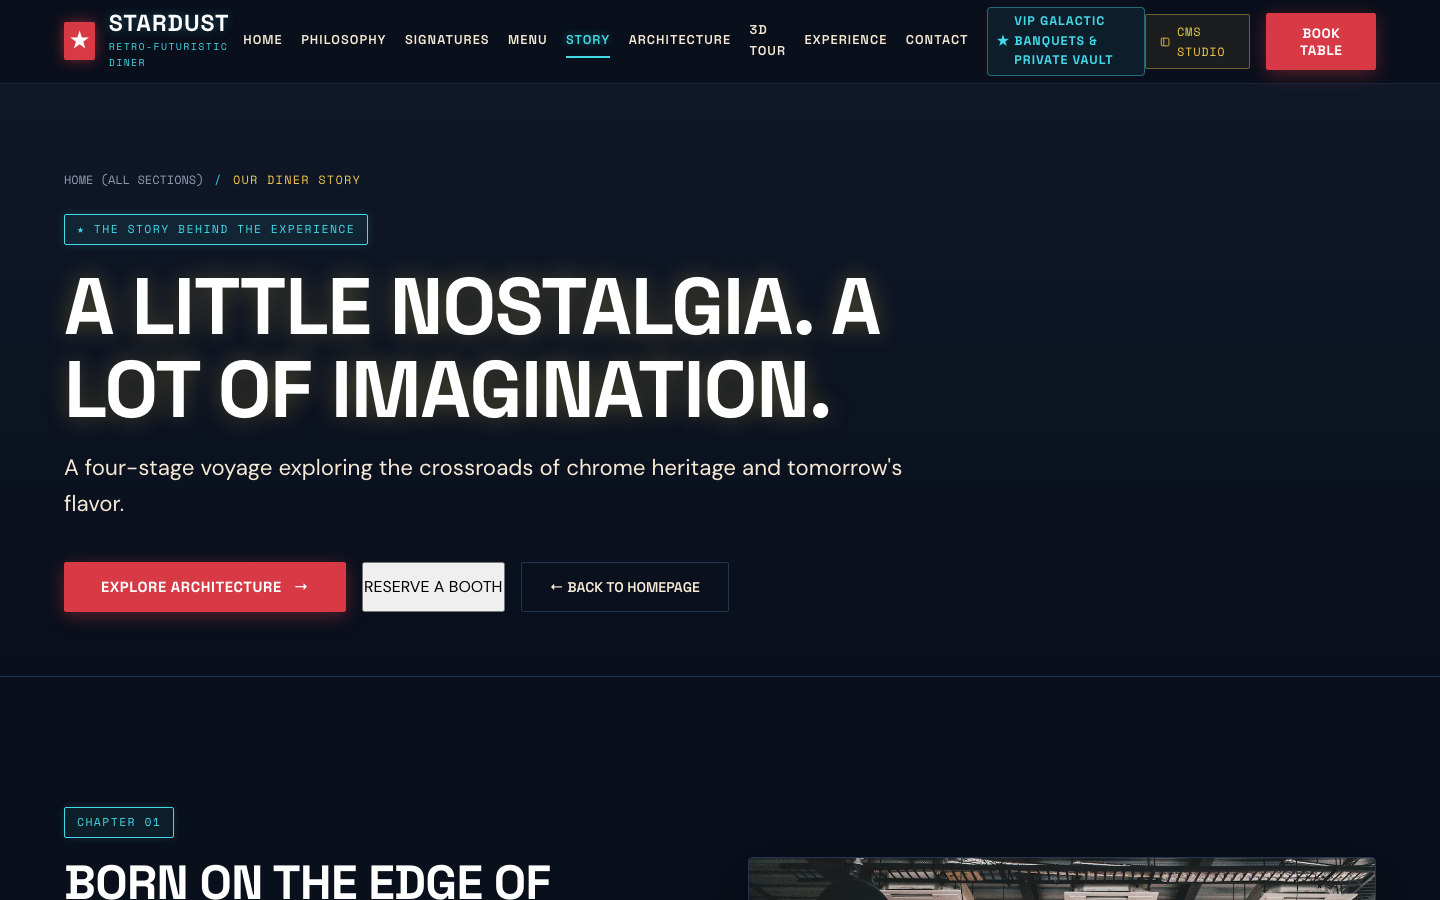 ★ STARDUST
RETRO-FUTURISTIC
DINER
HOME
PHILOSOPHY
SIGNATURES
MENU
STORY
ARCHITECTURE
3D
TOUR
EXPERIENCE
CONTACT
★ VIP GALACTIC
BANQUETS &
PRIVATE VAULT
CMS
STUDIO
BOOK
TABLE
HOME (ALL SECTIONS) / OUR DINER STORY
★ THE STORY BEHIND THE EXPERIENCE
A LITTLE NOSTALGIA. A
LOT OF IMAGINATION.
A four-stage voyage exploring the crossroads of chrome heritage and tomorrow's
flavor.
EXPLORE ARCHITECTURE →
RESERVE A BOOTH
← BACK TO HOMEPAGE
CHAPTER 01
BORN ON THE EDGE OF